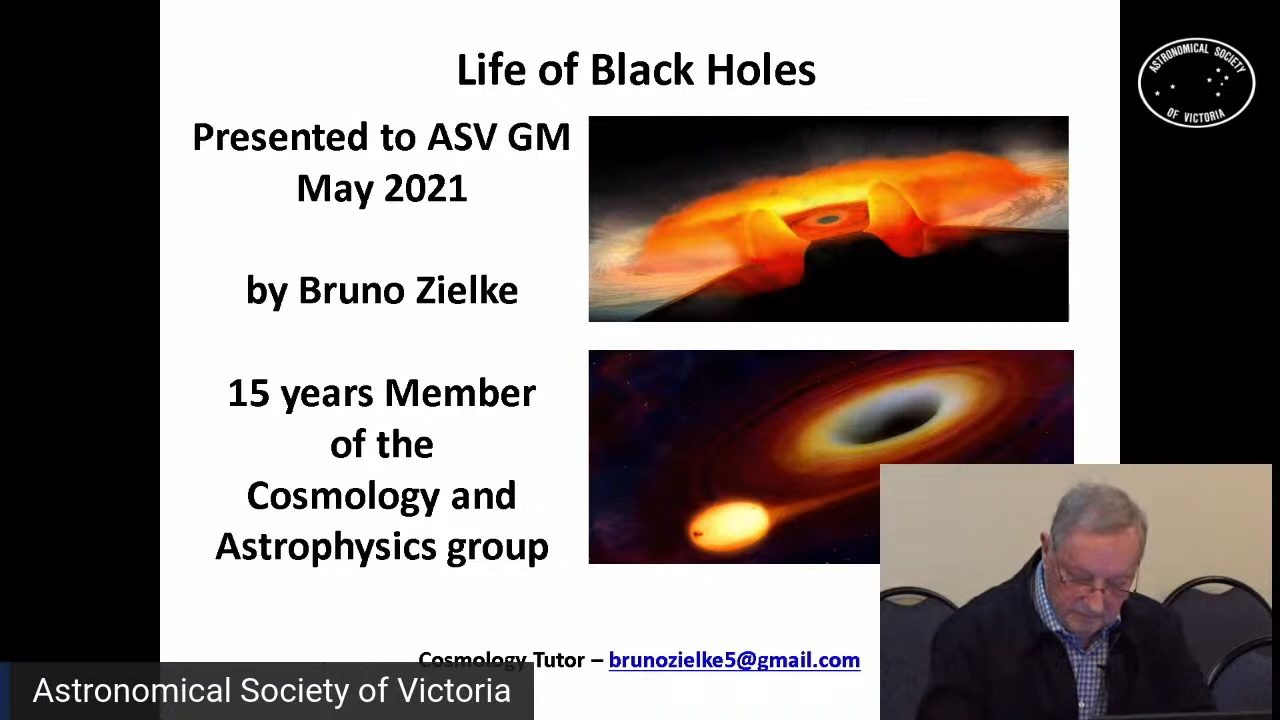 Life of Black Holes
Presented to ASV GM
May 2021
by Bruno Zielke
15 years Member
of the
Cosmology and
Astrophysics group
Cosmology Tutor – brunozielke5@gmail.com
ASTRONOMICAL SOCIETY
OF VICTORIA
Astronomical Society of Victoria